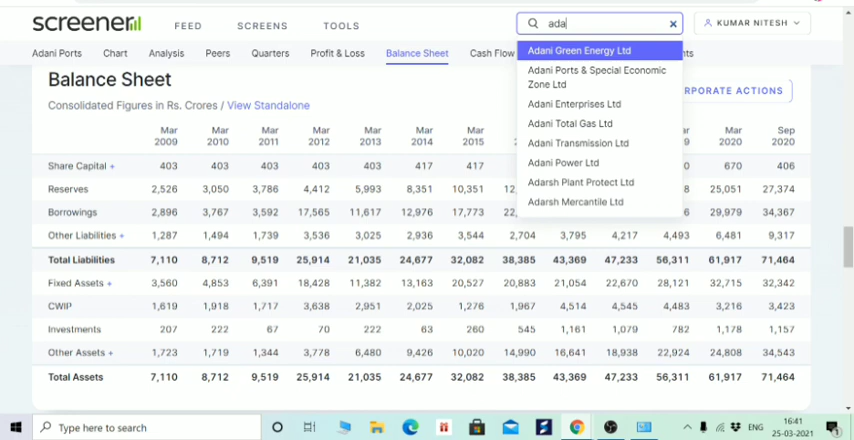 screener
FEED SCREENS TOOLS
ada
KUMAR NITESH
Adani Ports Chart Analysis Peers Quarters Profit & Loss Balance Sheet Cash Flow nts
Adani Green Energy Ltd
Adani Ports & Special Economic
Zone Ltd
Adani Enterprises Ltd
Adani Total Gas Ltd
Adani Transmission Ltd
Adani Power Ltd
Adarsh Plant Protect Ltd
Adarsh Mercantile Ltd
Balance Sheet
RPORATE ACTIONS
Consolidated Figures in Rs. Crores / View Standalone
Mar Mar Mar Mar Mar Mar Mar ar Mar Sep
2009 2010 2011 2012 2013 2014 2015 9 2020 2020
Share Capital + 403 403 403 403 403 417 417 0 670 406
Reserves 2,526 3,050 3,786 4,412 5,993 8,351 10,351 12, 8 25,051 27,374
Borrowings 2,896 3,767 3,592 17,565 11,617 12,976 17,773 22, 6 29,979 34,367
Other Liabilities + 1,287 1,494 1,739 3,536 3,025 2,936 3,544 2,704 3,795 4,217 4,493 6,481 9,317
Total Liabilities 7,110 8,712 9,519 25,914 21,035 24,677 32,082 38,385 43,369 47,233 56,311 61,917 71,464
Fixed Assets + 3,560 4,853 6,391 18,428 11,382 13,163 20,527 20,883 21,054 22,670 28,121 32,715 32,342
CWIP 1,619 1,918 1,717 3,638 2,951 2,025 1,276 1,967 4,514 4,545 4,483 3,216 3,423
Investments 207 222 67 70 222 63 260 545 1,161 1,079 782 1,178 1,157
Other Assets + 1,723 1,719 1,344 3,778 6,480 9,426 10,020 14,990 16,641 18,938 22,924 24,808 34,543
Total Assets 7,110 8,712 9,519 25,914 21,035 24,677 32,082 38,385 43,369 47,233 56,311 61,917 71,464
Type here to search
ENG
16:41
25-03-2021